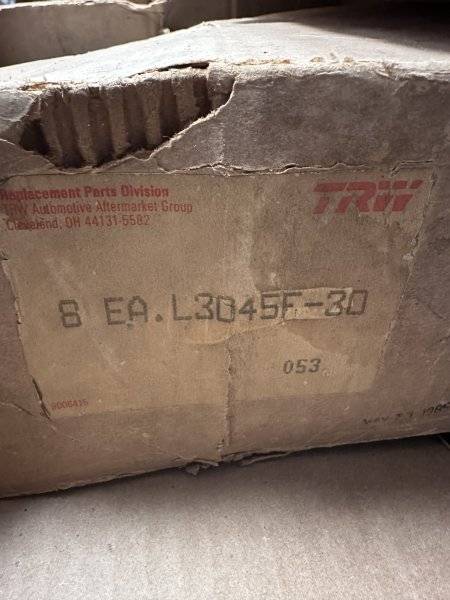 Replacement Parts Division
TRW Automotive Aftermarket Group
Cleveland, OH 44131-5582
TRW
8 EA. L3045F-30
053